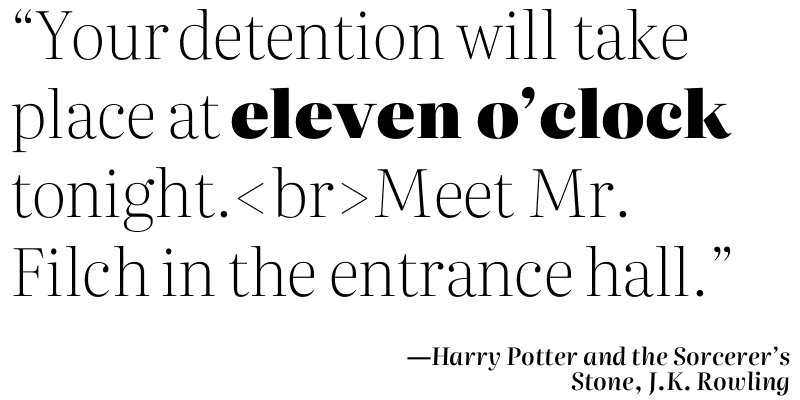 “Your detention will take
place at eleven o’clock
tonight.<br>Meet Mr.
Filch in the entrance hall.”
—Harry Potter and the Sorcerer’s
Stone, J.K. Rowling